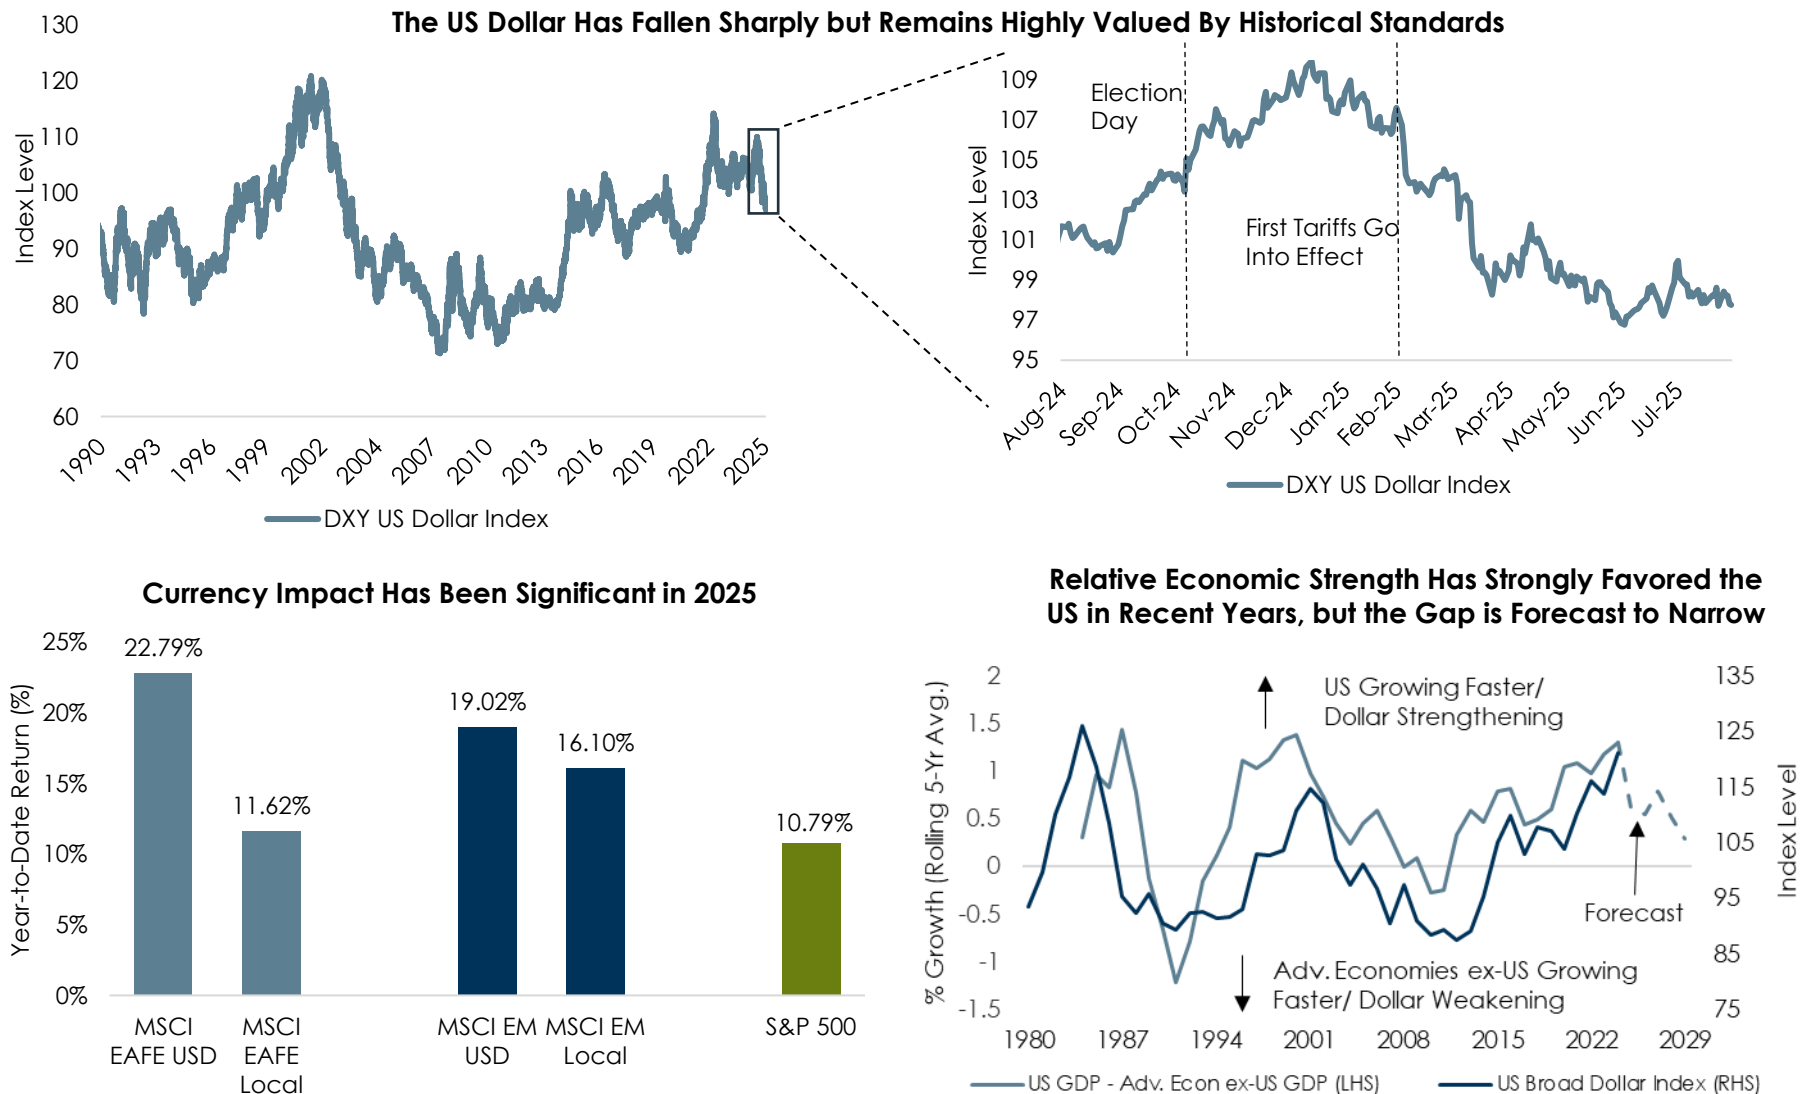 The US Dollar Has Fallen Sharply but Remains Highly Valued By Historical Standards
130
120
110
100
90
80
70
60
Index Level
1990
1993
1996
1999
2002
2004
2007
2010
2013
2016
2019
2022
2025
DXY US Dollar Index
109
107
105
103
101
99
97
95
Index Level
Election
Day
First Tariffs Go
Into Effect
Aug-24
Sep-24
Oct-24
Nov-24
Dec-24
Jan-25
Feb-25
Mar-25
Apr-25
May-25
Jun-25
Jul-25
DXY US Dollar Index
Currency Impact Has Been Significant in 2025
25%
20%
15%
10%
5%
0%
Year-to-Date Return (%)
22.79%
11.62%
19.02%
16.10%
10.79%
MSCI
EAFE USD
MSCI
EAFE
Local
MSCI EM
USD
MSCI EM
Local
S&P 500
Relative Economic Strength Has Strongly Favored the
US in Recent Years, but the Gap is Forecast to Narrow
2
1.5
1
0.5
0
-0.5
-1
-1.5
% Growth (Rolling 5-Yr Avg.)
US Growing Faster/
Dollar Strengthening
135
125
115
105
95
85
75
Index Level
Forecast
Adv. Economies ex-US Growing
Faster/ Dollar Weakening
1980
1987
1994
2001
2008
2015
2022
2029
US GDP - Adv. Econ ex-US GDP (LHS)
US Broad Dollar Index (RHS)